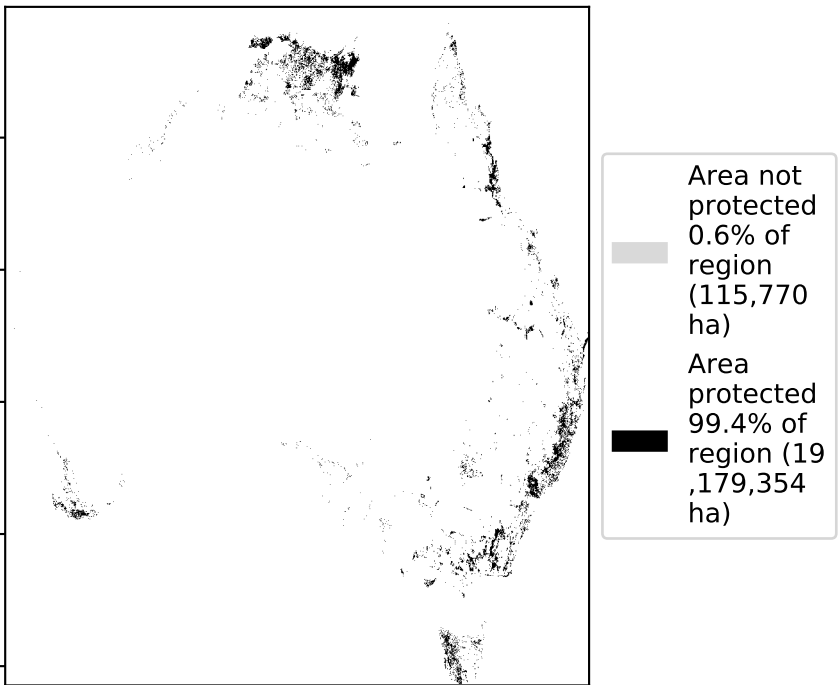 Area not
protected
0.6% of
region
(115,770
ha)
Area
protected
99.4% of
region (19
,179,354
ha)